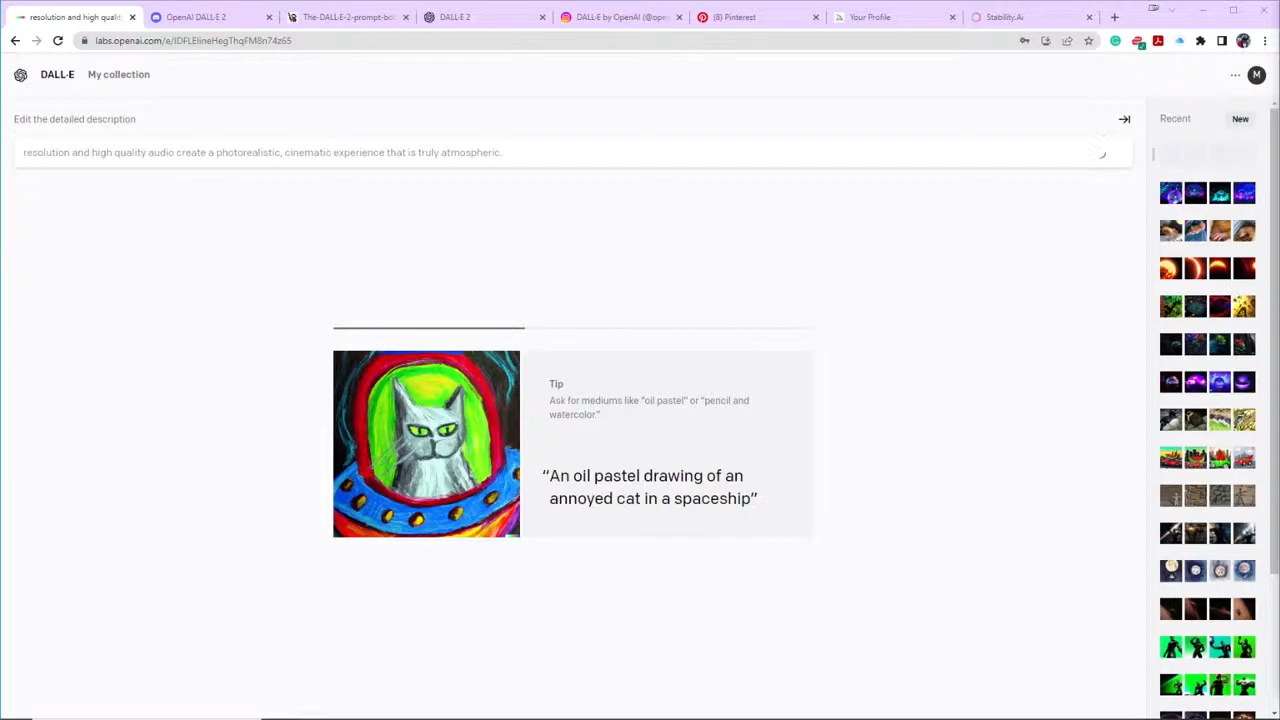 resolution and high quality
OpenAI DALL-E 2
The-DALL-E-2-prompt-bo
DALL·E 2
DALL·E by OpenAI (@open
(8) Pinterest
Your Profile
Stability.Ai
labs.openai.com/e/IDFLElineHegThqFM8n74z65
DALL·E
My collection
M
Edit the detailed description
Recent
New
resolution and high quality audio create a photorealistic, cinematic experience that is truly atmospheric.
Tip
Ask for mediums like "oil pastel" or "pencil and
watercolor."
“An oil pastel drawing of an
annoyed cat in a spaceship”